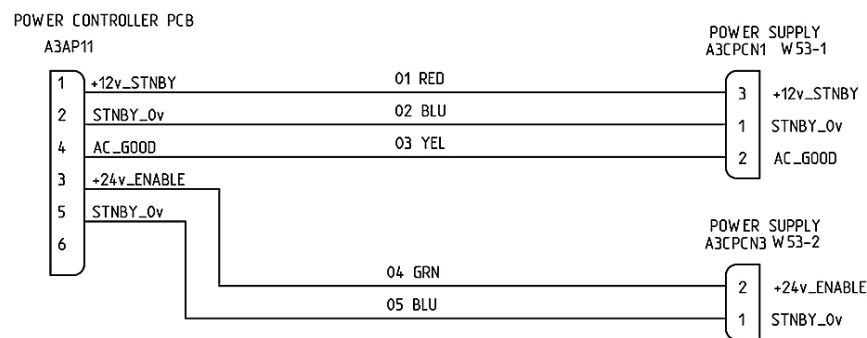 POWER CONTROLLER PCB
A3AP11
1 +12v_STNBY
2 STNBY_0v
4 AC_GOOD
3 +24v_ENABLE
5 STNBY_0v
6
01 RED
02 BLU
03 YEL
04 GRN
05 BLU
POWER SUPPLY
A3CPCN1 W53-1
3 +12v_STNBY
1 STNBY_0v
2 AC_GOOD
POWER SUPPLY
A3CPCN3 W53-2
2 +24v_ENABLE
1 STNBY_0v